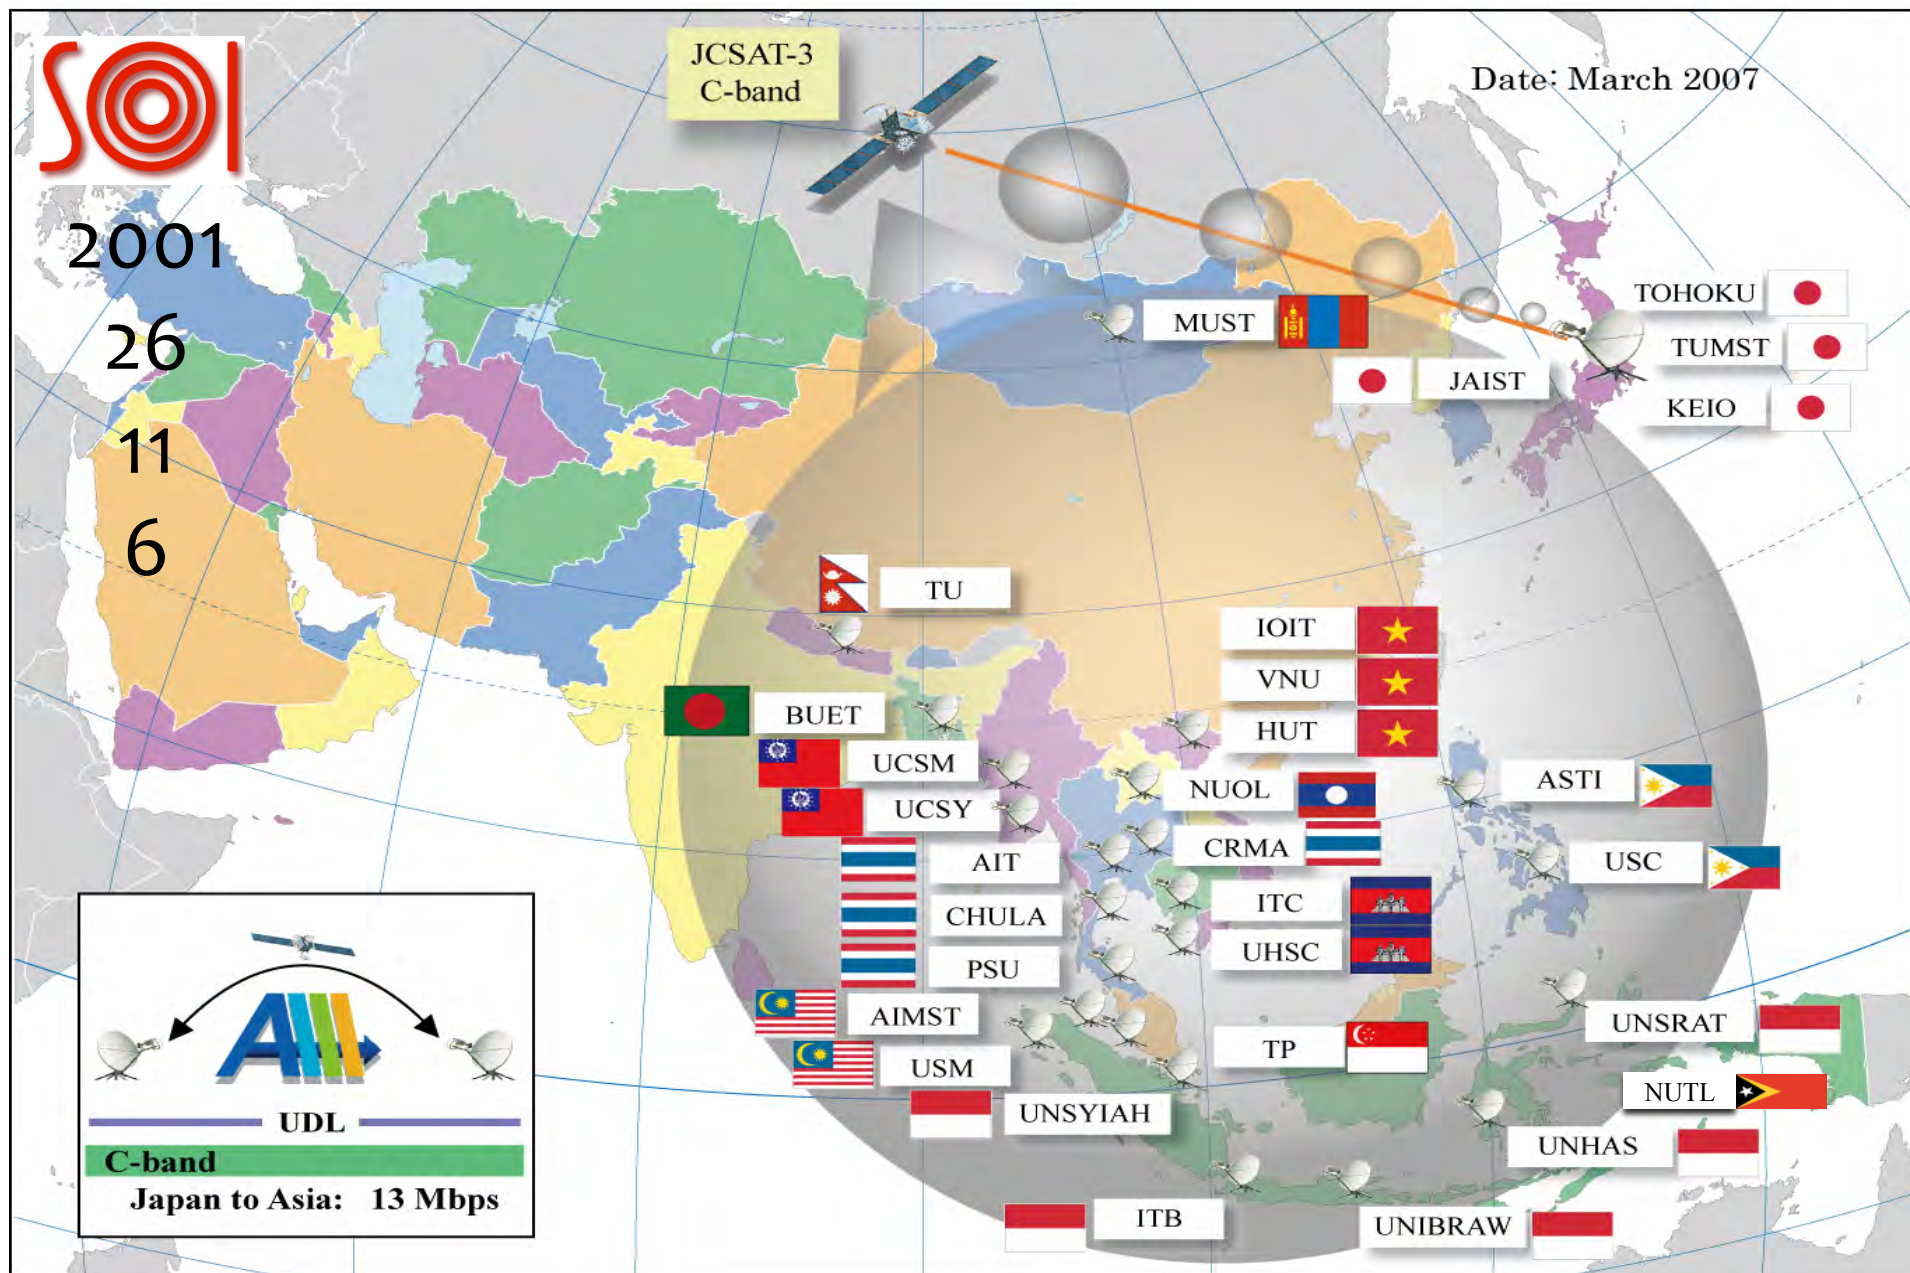 SOI
JCSAT-3
C-band
Date: March 2007
2001
26
11
6
TOHOKU
MUST
TUMST
JAIST
KEIO
TU
IOIT
VNU
BUET
HUT
UCSM
ASTI
NUOL
UCSY
CRMA
AIT
USC
ITC
CHULA
UHSC
PSU
AIMST
UNSRAT
TP
USM
NUTL
UNSYIAH
UNHAS
ITB
UNIBRAW
AIII
UDL
C-band
Japan to Asia: 13 Mbps